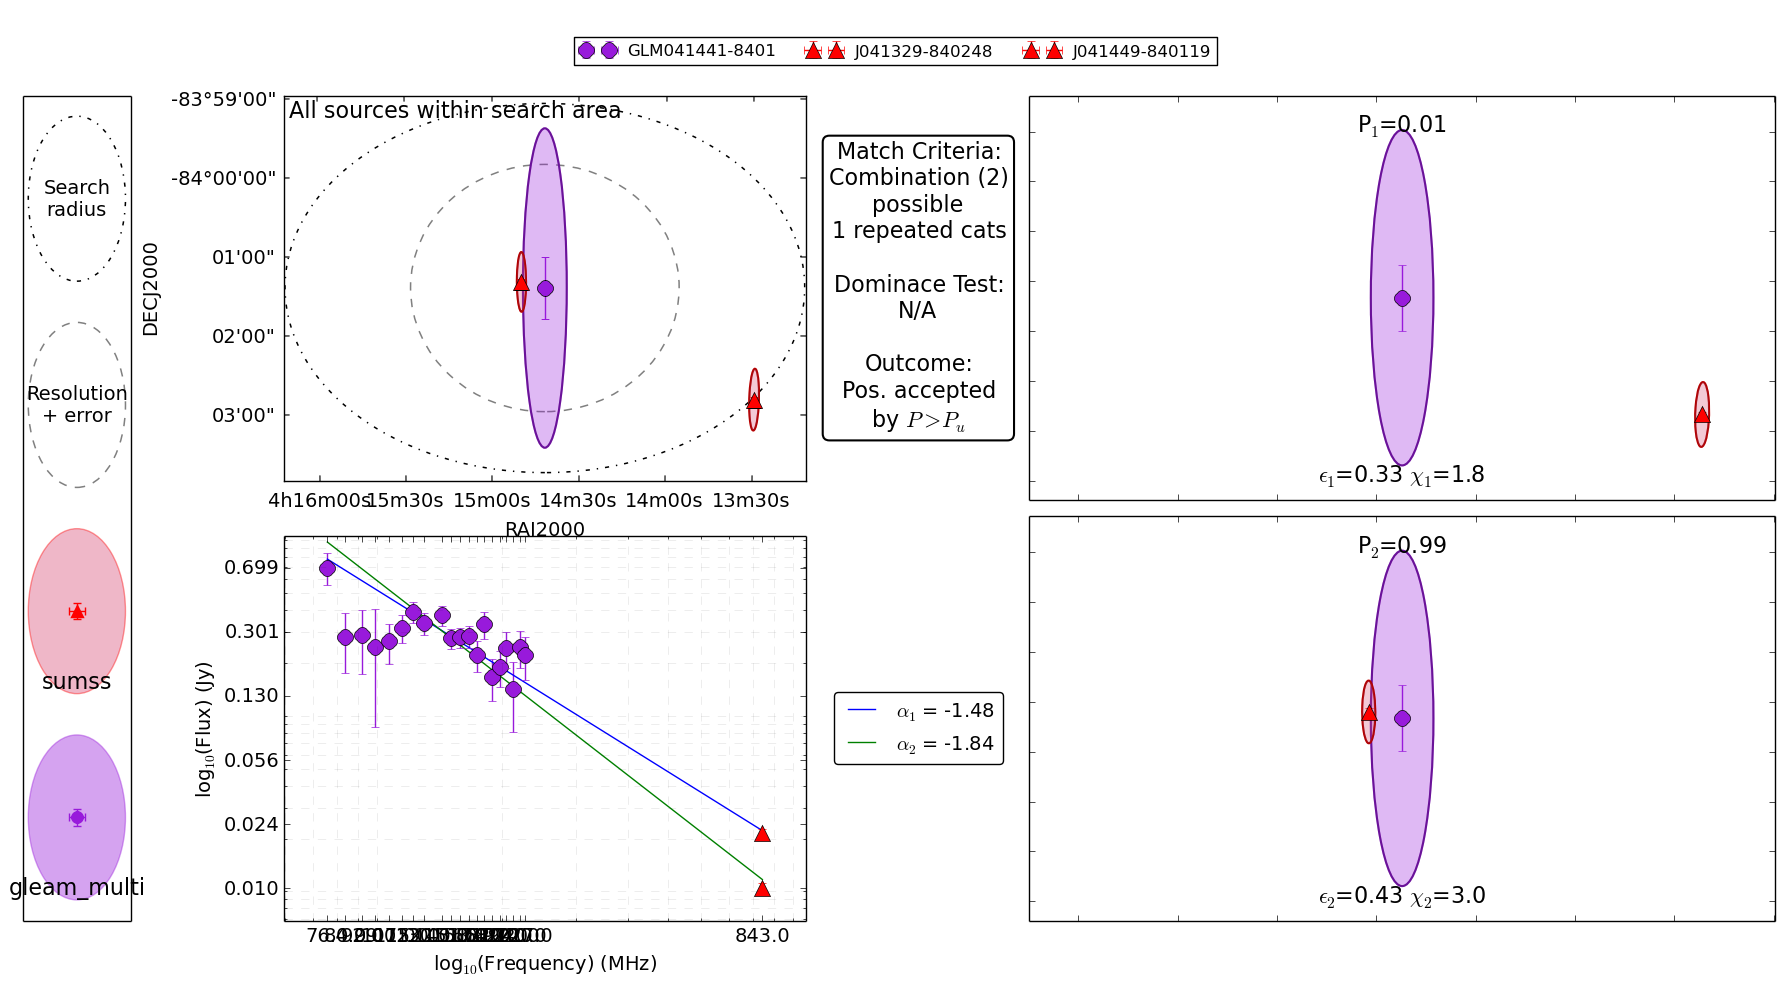 GLM041441-8401 J041329-840248 J041449-840119
Search
radius
Resolution
+ error
sumss
gleam_multi
All sources within search area
DECJ2000
-83°59'00"
-84°00'00"
01'00"
02'00"
03'00"
4h16m00s 15m30s 15m00s 14m30s 14m00s 13m30s
RAJ2000
Match Criteria:
Combination (2)
possible
1 repeated cats
Dominace Test:
N/A
Outcome:
Pos. accepted
by P>P_u
P₁=0.01
ϵ₁=0.33 χ₁=1.8
log₁₀(Flux) (Jy)
0.699
0.301
0.130
0.056
0.024
0.010
843.0
log₁₀(Frequency) (MHz)
α₁ = -1.48
α₂ = -1.84
P₂=0.99
ϵ₂=0.43 χ₂=3.0